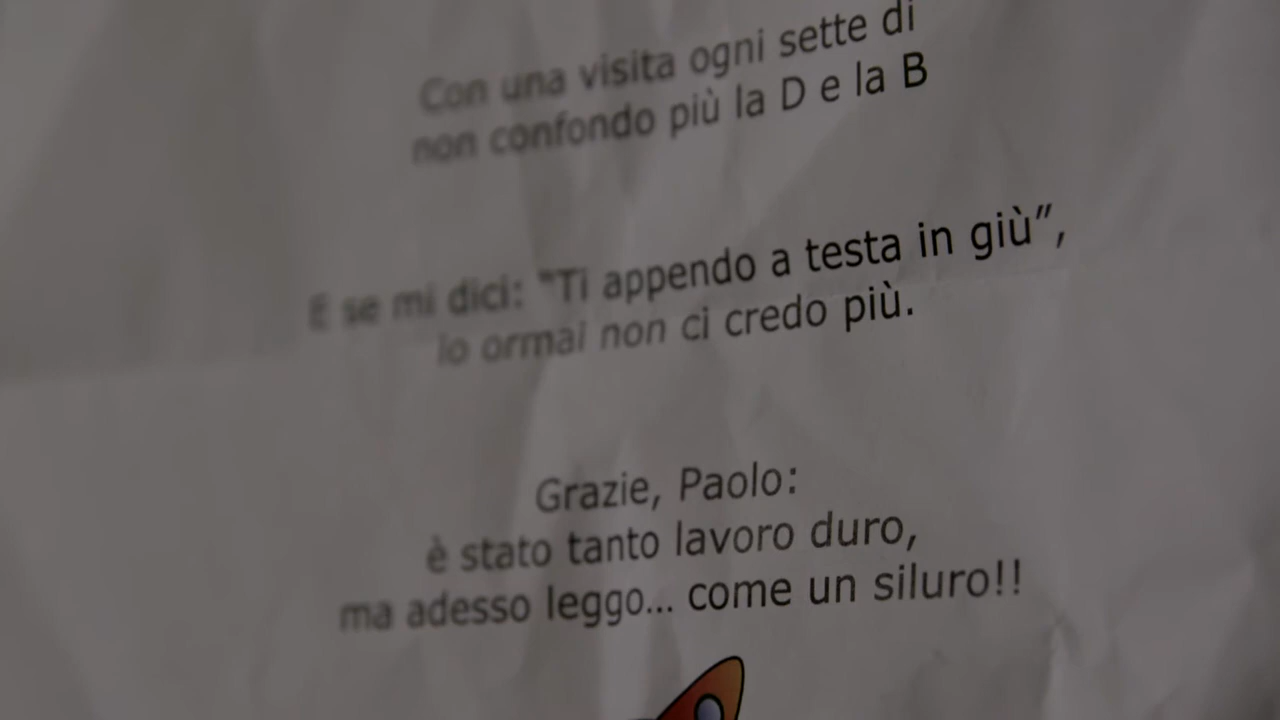 Con una visita ogni sette di
non confondo più la D e la B
E se mi dici: "Ti appendo a testa in giù",
io ormai non ci credo più.
Grazie, Paolo:
è stato tanto lavoro duro,
ma adesso leggo... come un siluro!!